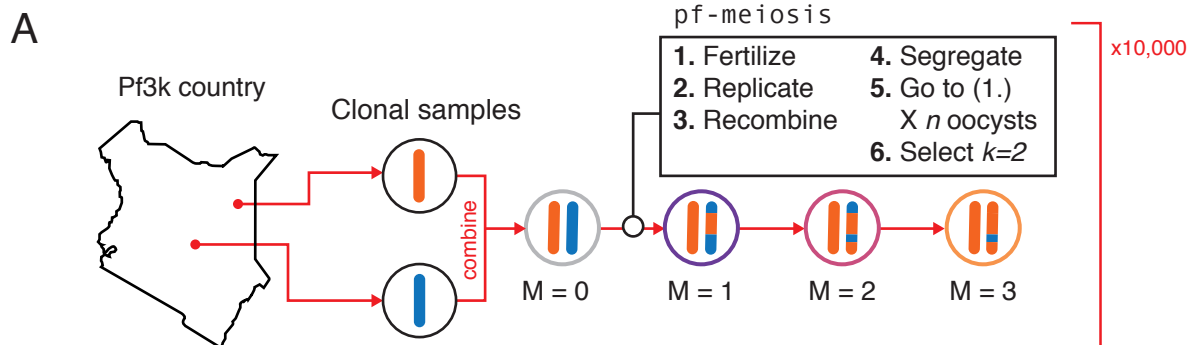 A
pf-meiosis
x10,000
1. Fertilize
2. Replicate
3. Recombine
4. Segregate
5. Go to (1.)
X n oocysts
6. Select k=2
Pf3k country
Clonal samples
combine
M = 0
M = 1
M = 2
M = 3